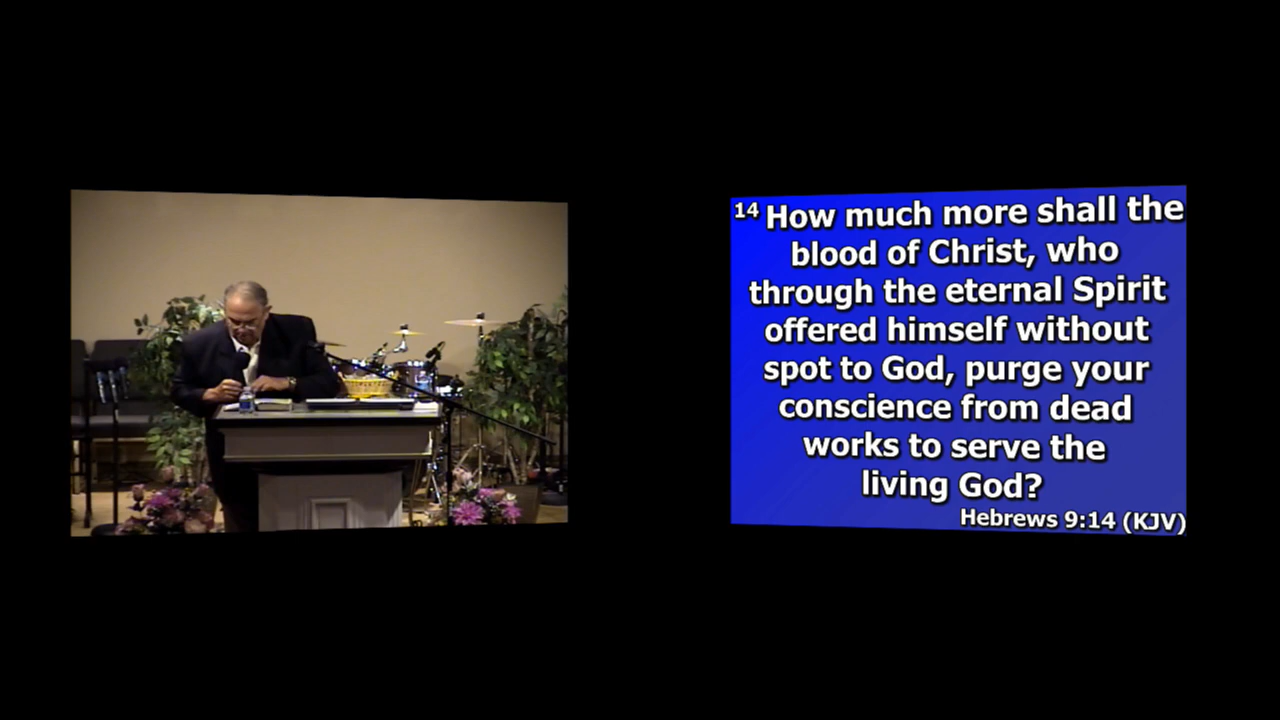 14 How much more shall the
blood of Christ, who
through the eternal Spirit
offered himself without
spot to God, purge your
conscience from dead
works to serve the
living God?
Hebrews 9:14 (KJV)